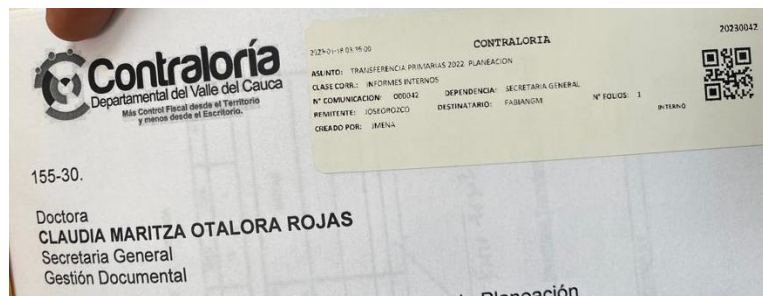 Contraloría
Departamental del Valle del Cauca
Más Control Fiscal desde el Territorio
y menos desde el Escritorio.
20230042
CONTRALORIA
ASUNTO: TRANSFERENCIA PRIMARIAS 2022 PLANEACION
CLASE CORR.: INFORMES INTERNOS
N° COMUNICACION: 000042 DEPENDENCIA: SECRETARIA GENERAL
REMITENTE: JOSEOROZCO DESTINATARIO: FABIANGM N° FOLIOS: 1
INTERNO
CREADO POR: JMENA
155-30.
Doctora
CLAUDIA MARITZA OTALORA ROJAS
Secretaria General
Gestión Documental
Planeación